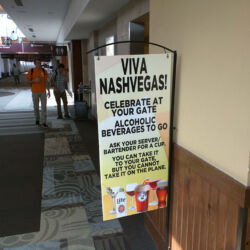 VIVA
NASHVEGAS!
CELEBRATE AT
YOUR GATE
ALCOHOLIC
BEVERAGES TO GO
ASK YOUR SERVER/
BARTENDER FOR A CUP.
YOU CAN TAKE IT
TO YOUR GATE,
BUT YOU CANNOT
TAKE IT ON THE PLANE.
Lite